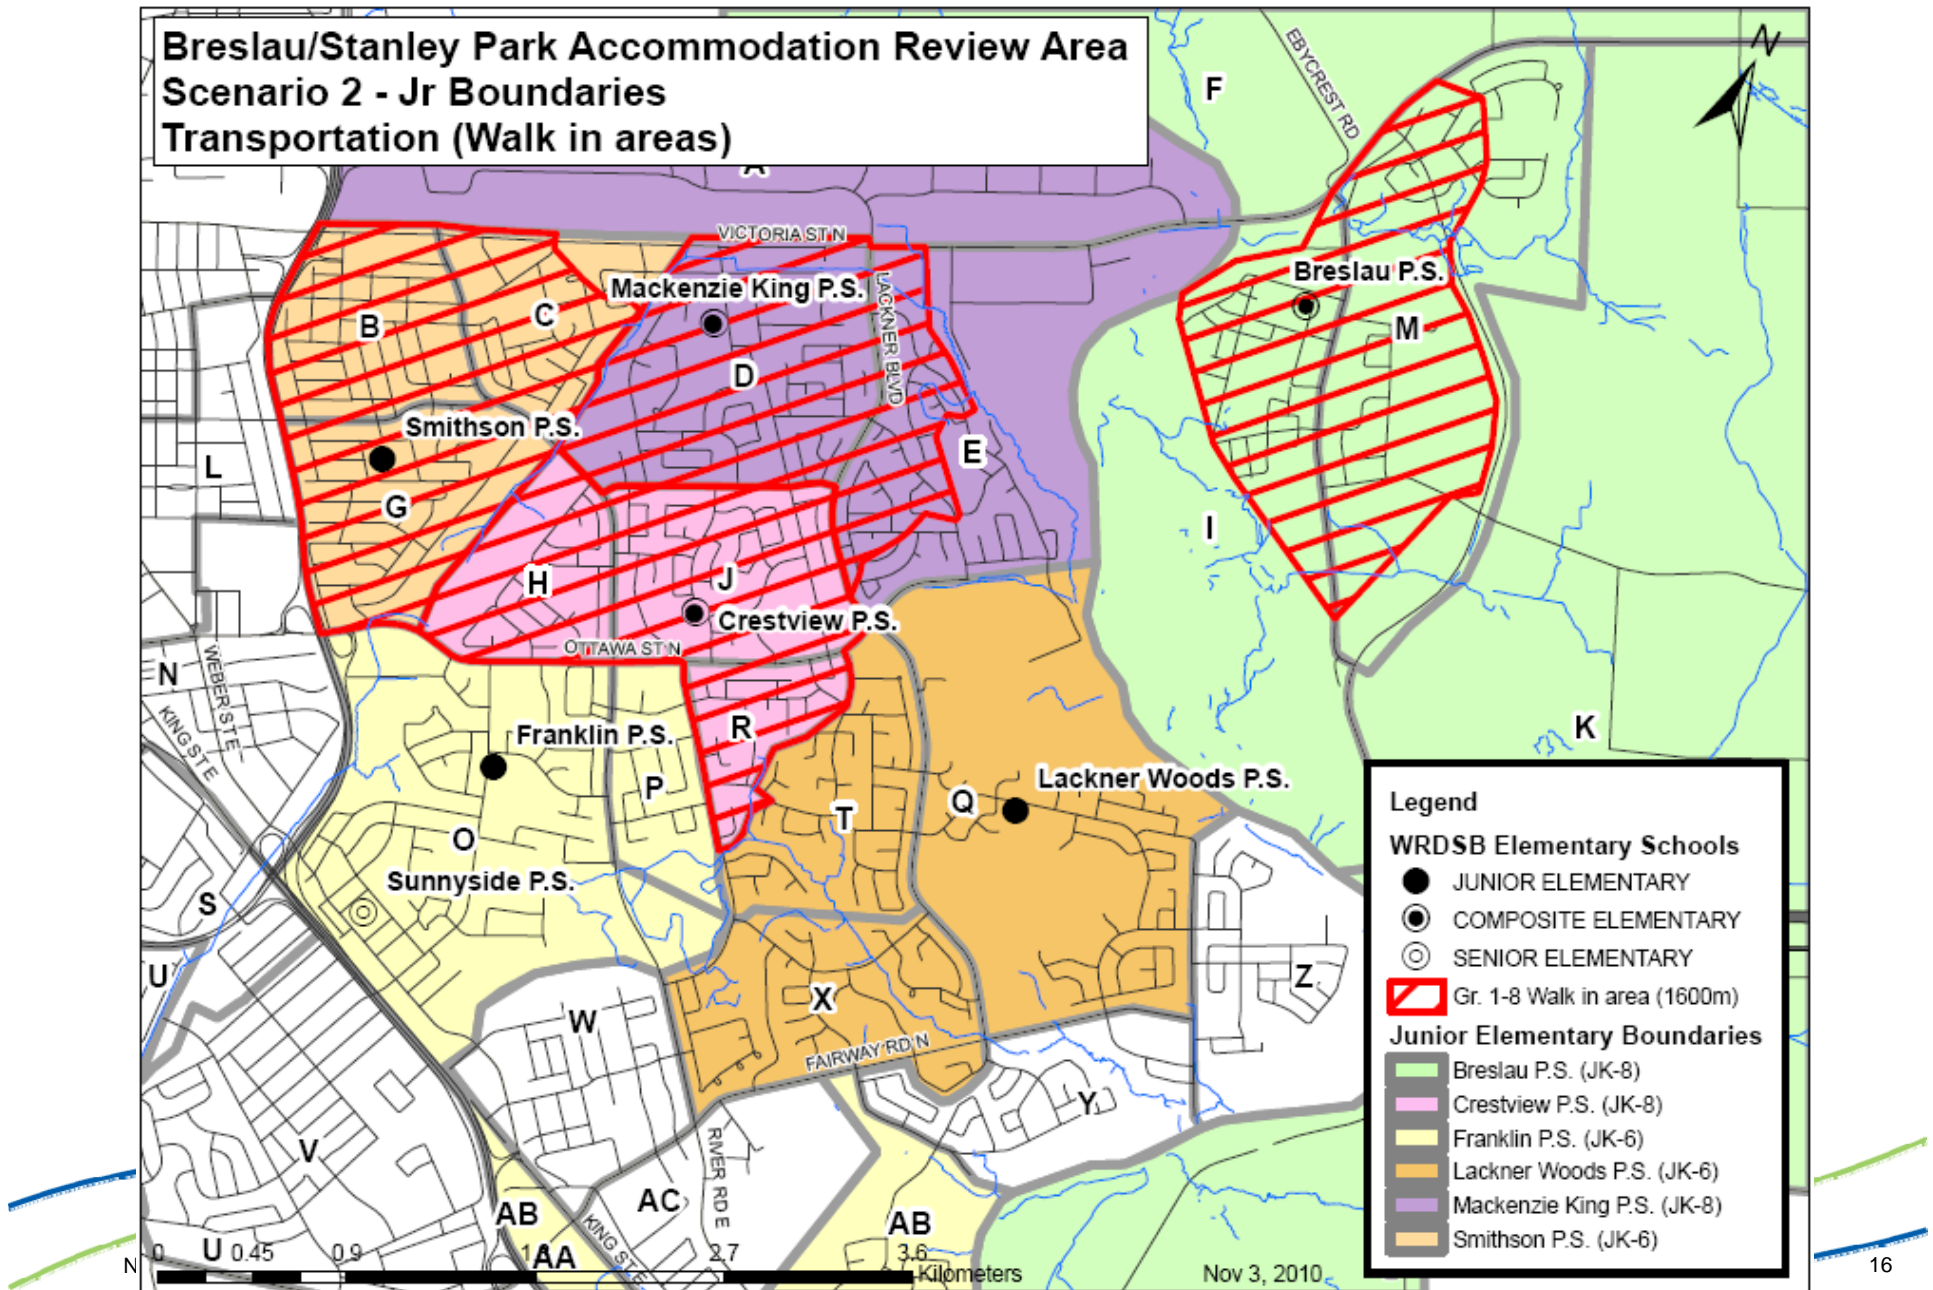 Breslau/Stanley Park Accommodation Review Area
Scenario 2 - Jr Boundaries
Transportation (Walk in areas)
N
F
EBYCREST RD
A
VICTORIA ST N
Mackenzie King P.S.
LACKNER BLVD
Breslau P.S.
B
C
M
D
Smithson P.S.
E
L
G
I
H
J
Crestview P.S.
OTTAWA ST N
N
WEBER ST E
KING ST E
Franklin P.S.
R
K
P
Lackner Woods P.S.
Q
T
O
Sunnyside P.S.
S
U
Z
X
W
FAIRWAY RD N
Y
V
RIVER RD E
AC
AB
AB
KING ST E
U
AA
0 0.45 0.9 2.7 3.6
Kilometers
Nov 3, 2010
Legend
WRDSB Elementary Schools
JUNIOR ELEMENTARY
COMPOSITE ELEMENTARY
SENIOR ELEMENTARY
Gr. 1-8 Walk in area (1600m)
Junior Elementary Boundaries
Breslau P.S. (JK-8)
Crestview P.S. (JK-8)
Franklin P.S. (JK-6)
Lackner Woods P.S. (JK-6)
Mackenzie King P.S. (JK-8)
Smithson P.S. (JK-6)
N
16